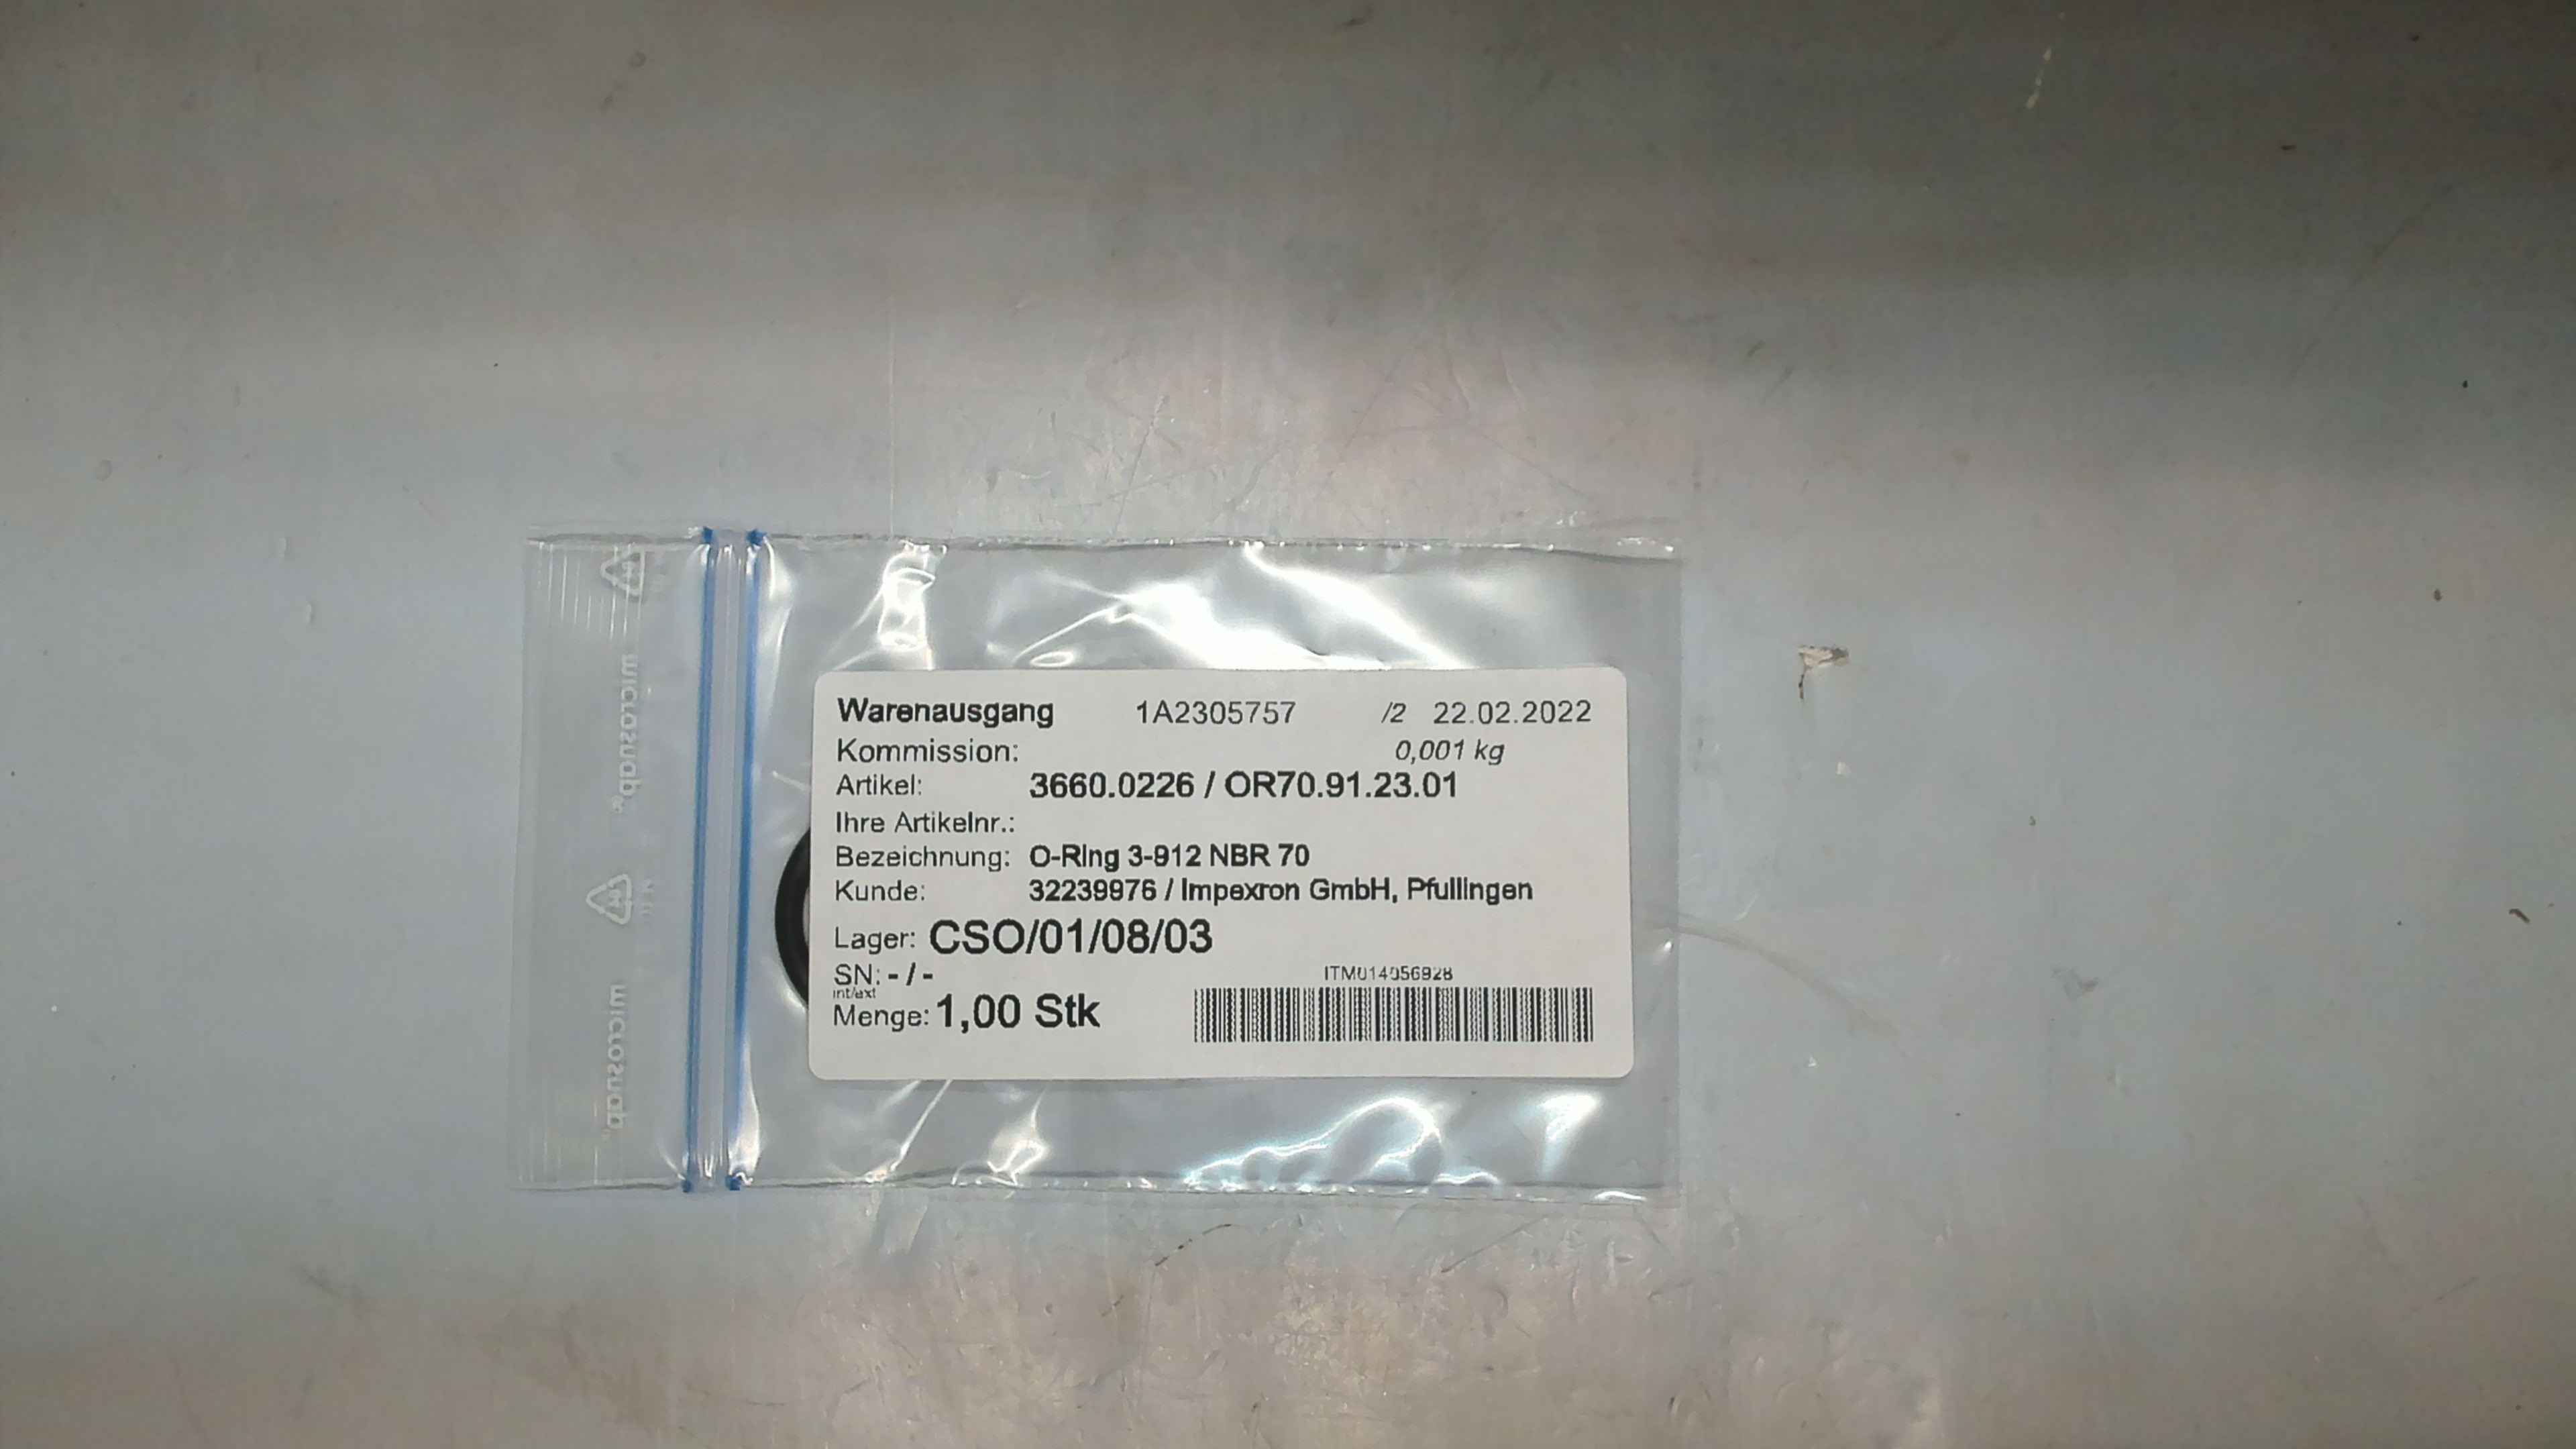 Warenausgang 1A2305757 /2 22.02.2022
Kommission: 0,001 kg
Artikel: 3660.0226 / OR70.91.23.01
Ihre Artikelnr.:
Bezeichnung: O-Ring 3-912 NBR 70
Kunde: 32239976 / Impexron GmbH, Pfullingen
Lager: CSO/01/08/03
SN: - / -
int/ext
ITM014056928
Menge: 1,00 Stk